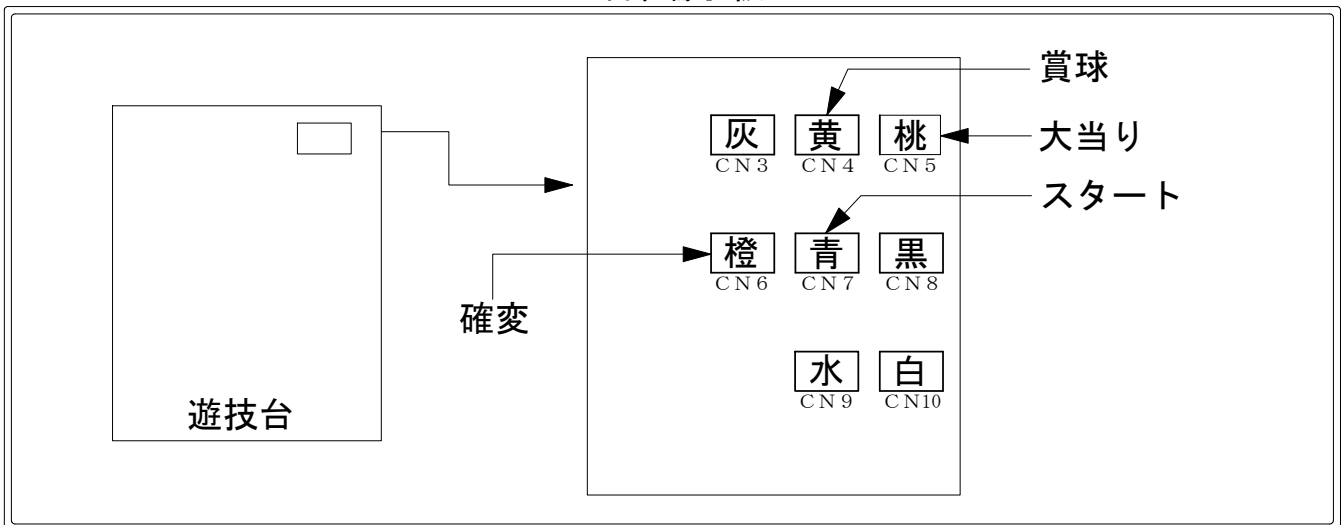 賞球
灰 黄 桃
大当り
CN3 CN4 CN5
スタート
橙 青 黒
CN6 CN7 CN8
確変
水 白
CN9 CN10
遊技台